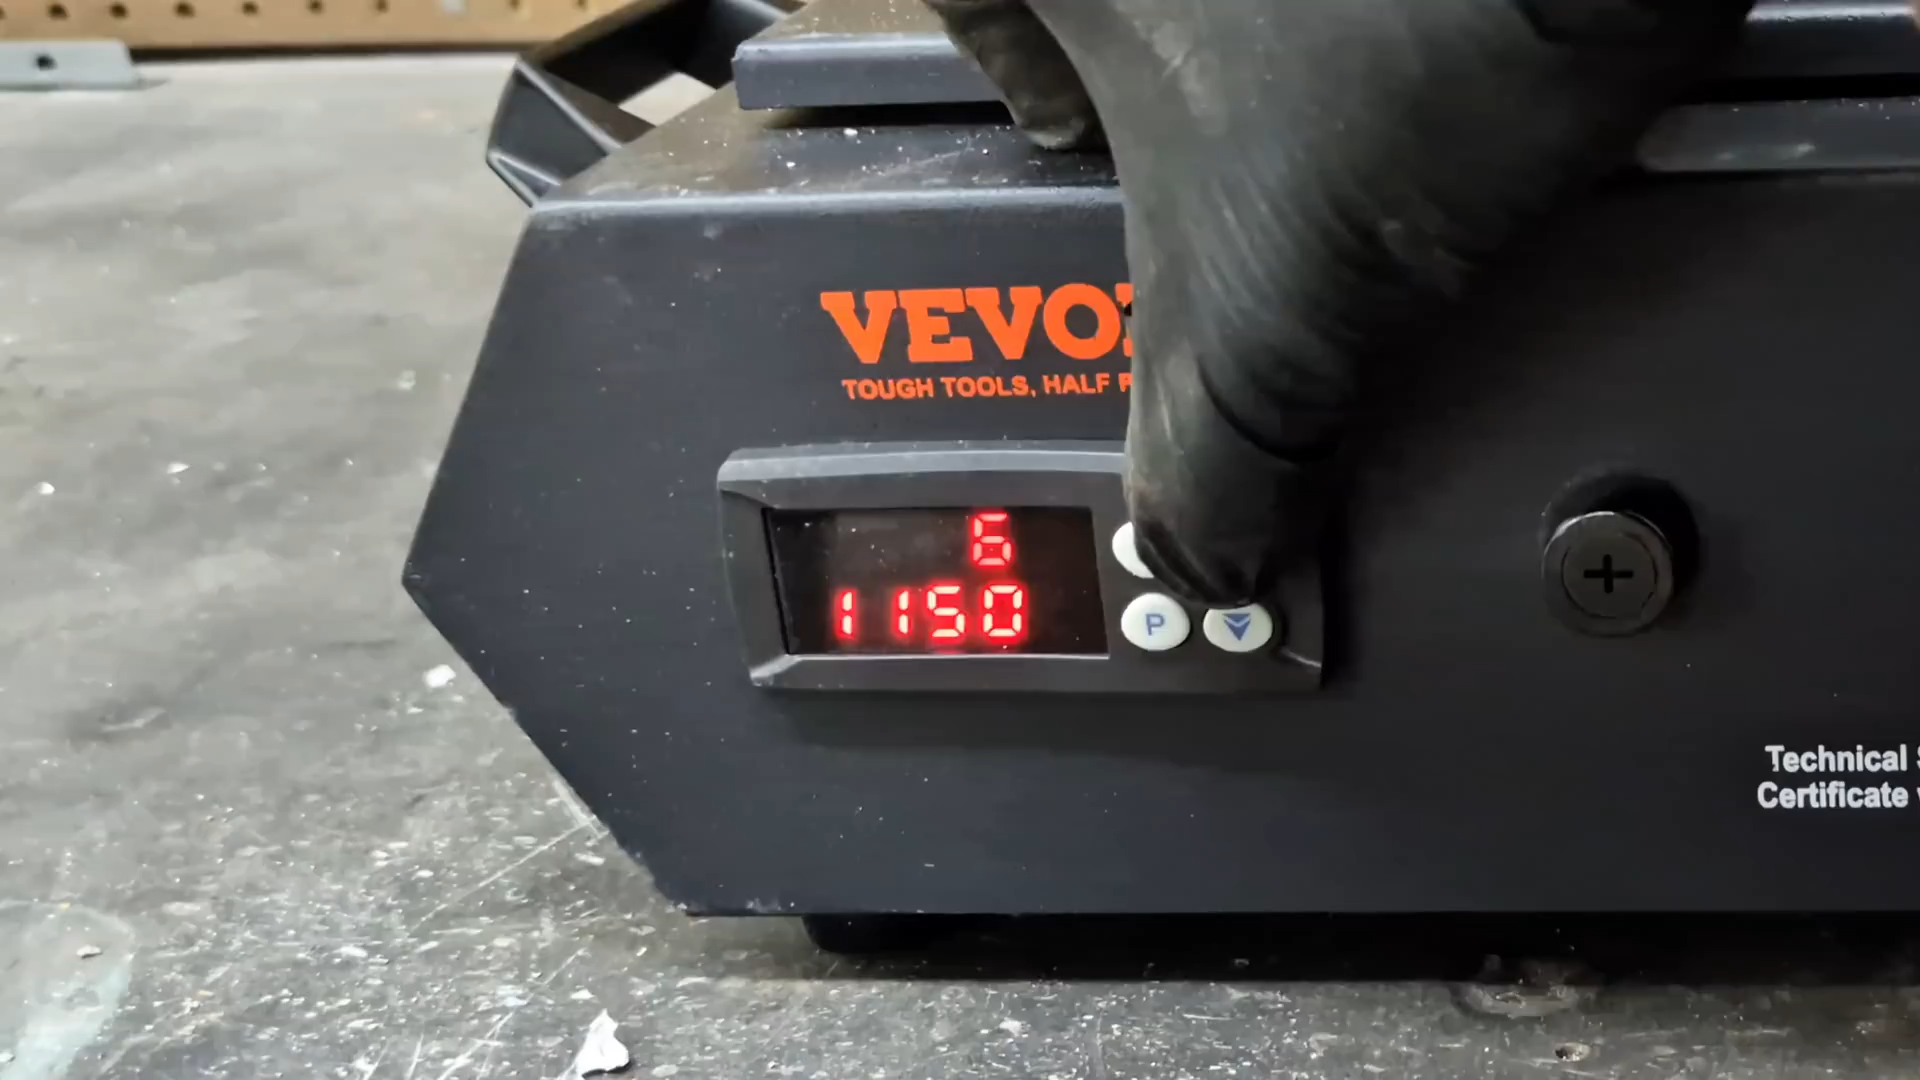 VEVO
TOUGH TOOLS, HALF
6
1150
P
Technical
Certificate